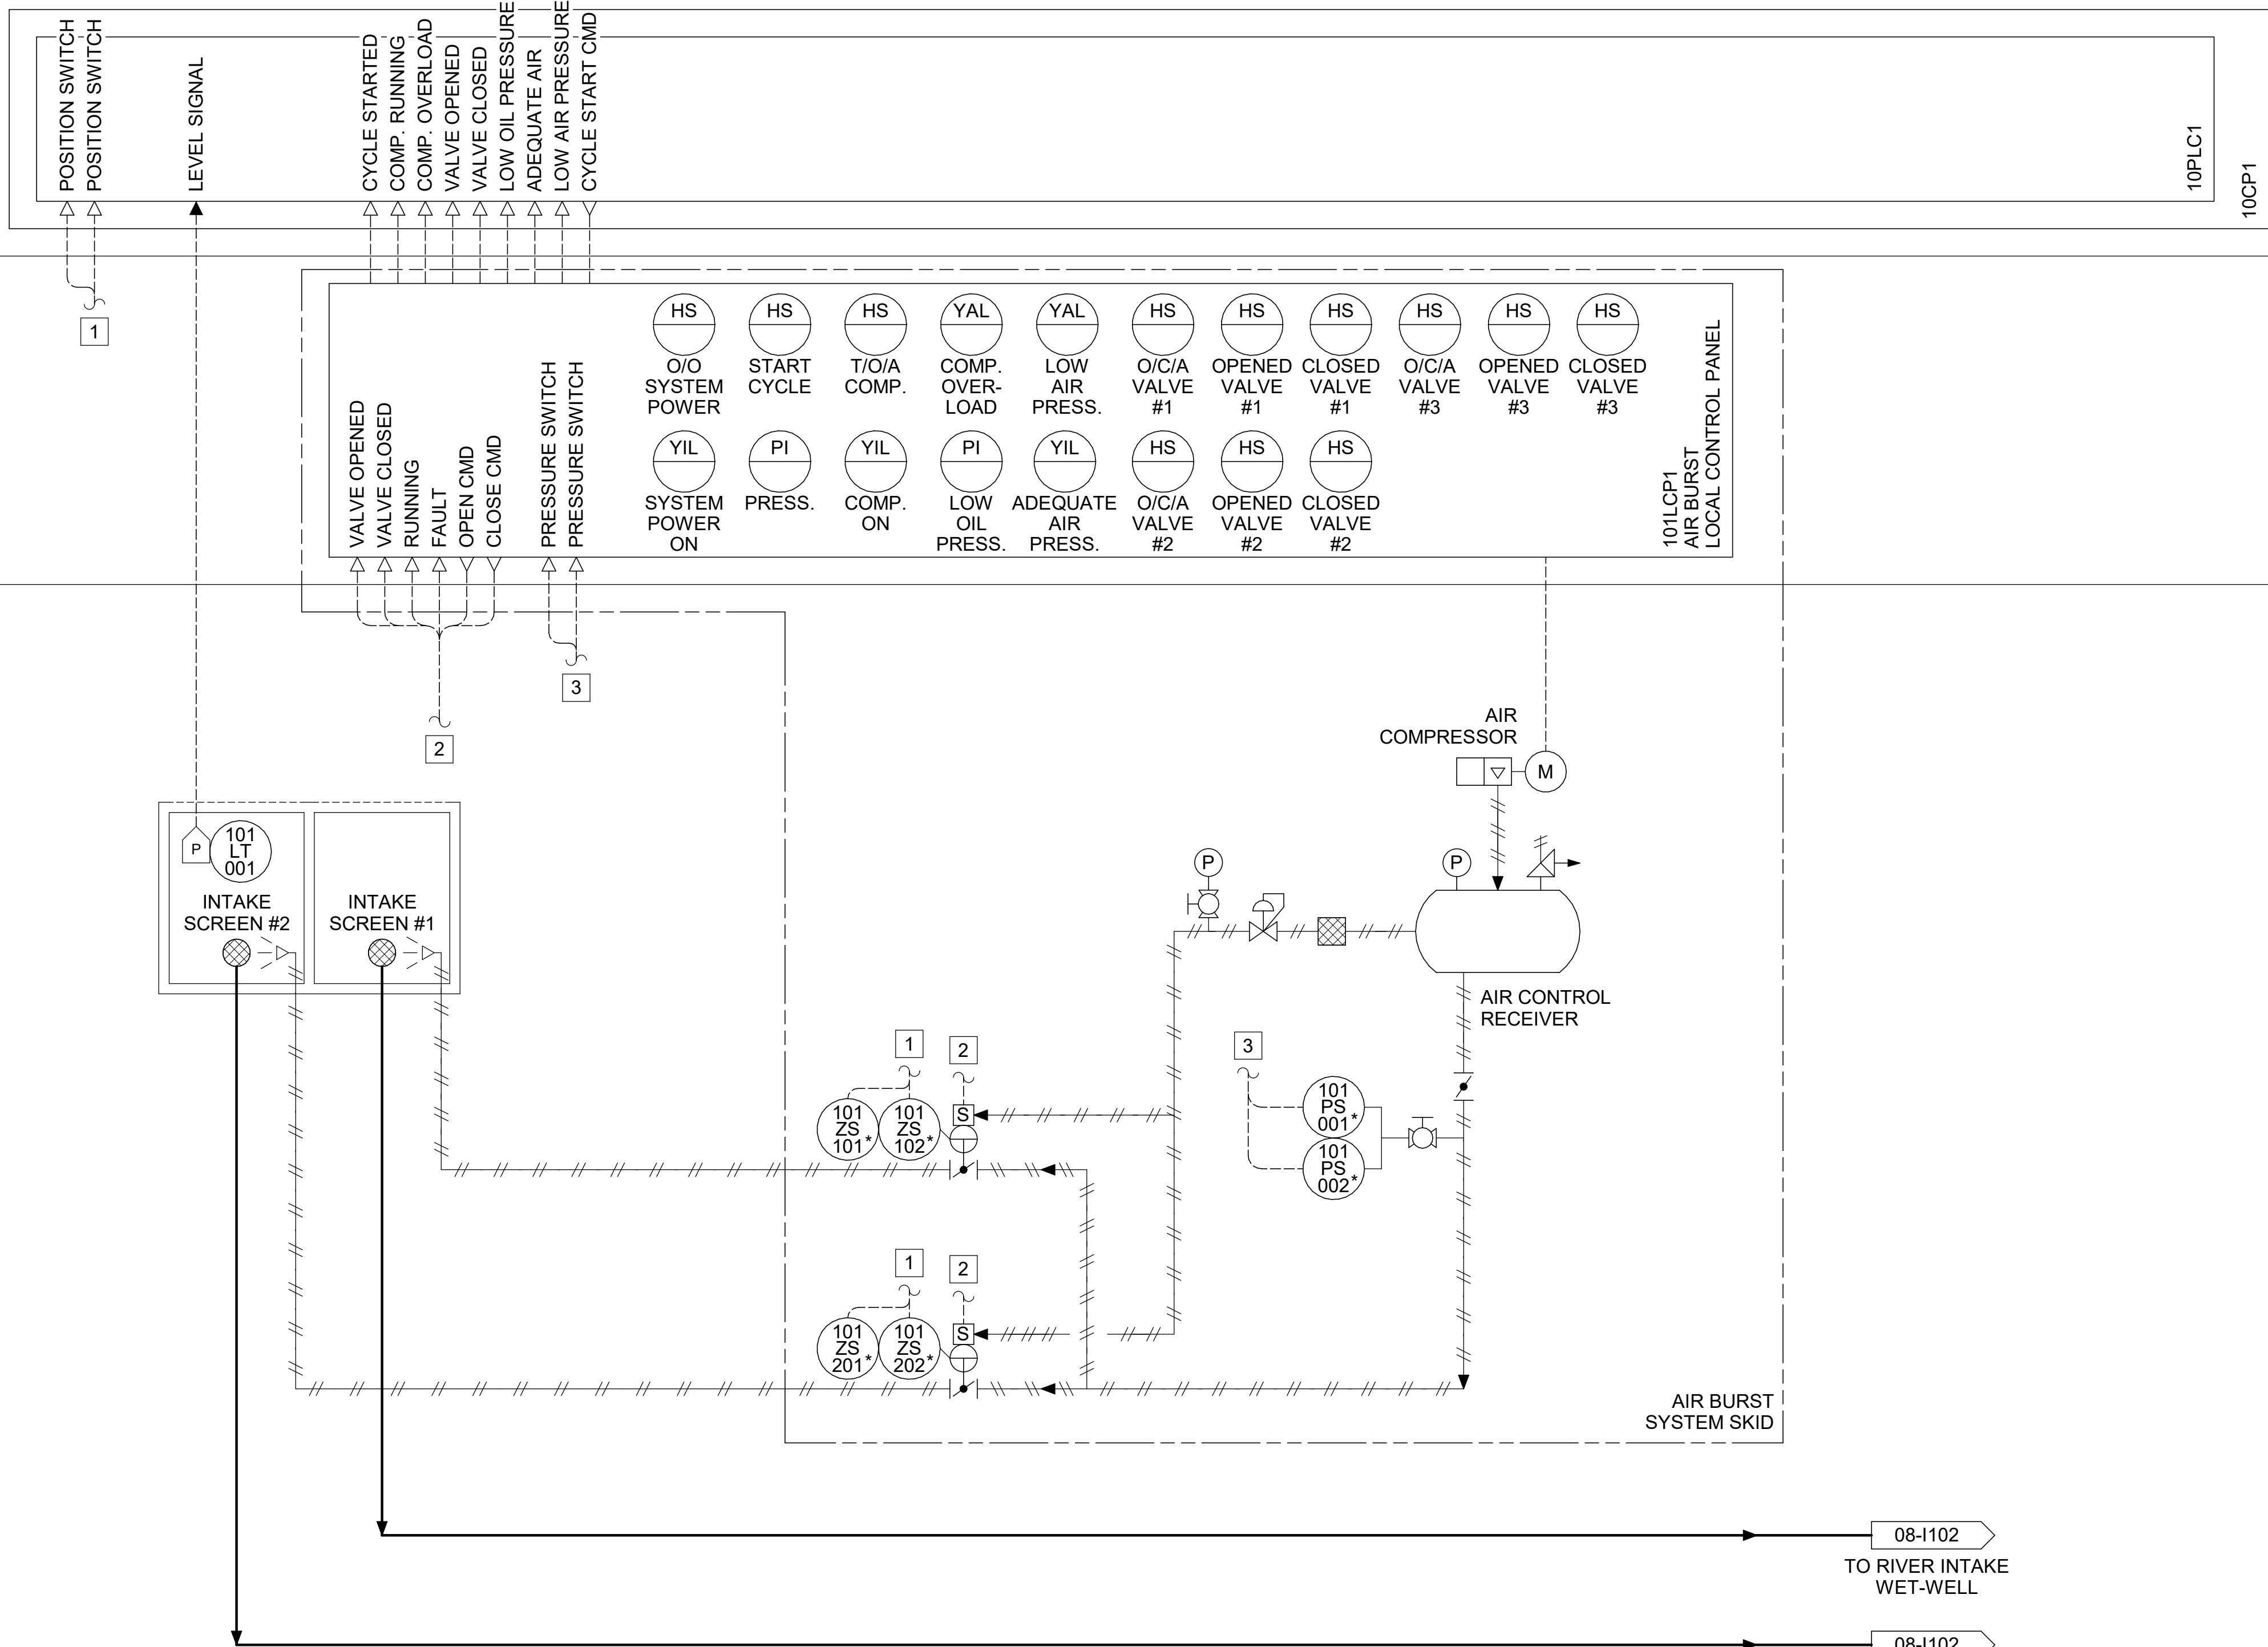 POSITION SWITCH
POSITION SWITCH
LEVEL SIGNAL
CYCLE STARTED
COMP. RUNNING
COMP. OVERLOAD
VALVE OPENED
VALVE CLOSED
LOW OIL PRESSURE
ADEQUATE AIR
LOW AIR PRESSURE
CYCLE START CMD
10PLC1
10CP1
1
HS
O/O
SYSTEM
POWER
HS
START
CYCLE
HS
T/O/A
COMP.
YAL
COMP.
OVER-
LOAD
YAL
LOW
AIR
PRESS.
HS
O/C/A
VALVE
#1
HS
OPENED
VALVE
#1
HS
CLOSED
VALVE
#1
HS
O/C/A
VALVE
#3
HS
OPENED
VALVE
#3
HS
CLOSED
VALVE
#3
YIL
SYSTEM
POWER
ON
PI
PRESS.
YIL
COMP.
ON
PI
LOW
OIL
PRESS.
YIL
ADEQUATE
AIR
PRESS.
HS
O/C/A
VALVE
#2
HS
OPENED
VALVE
#2
HS
CLOSED
VALVE
#2
101LCP1
AIR BURST
LOCAL CONTROL PANEL
VALVE OPENED
VALVE CLOSED
RUNNING
FAULT
OPEN CMD
CLOSE CMD
PRESSURE SWITCH
PRESSURE SWITCH
2
3
AIR
COMPRESSOR
M
P
101
LT
001
INTAKE
SCREEN #2
INTAKE
SCREEN #1
P
P
AIR CONTROL
RECEIVER
1
2
3
101
ZS
101*
101
ZS
102*
S
101
PS
001*
101
PS
002*
1
2
101
ZS
201*
101
ZS
202*
S
AIR BURST
SYSTEM SKID
08-I102
TO RIVER INTAKE
WET-WELL
08-I102